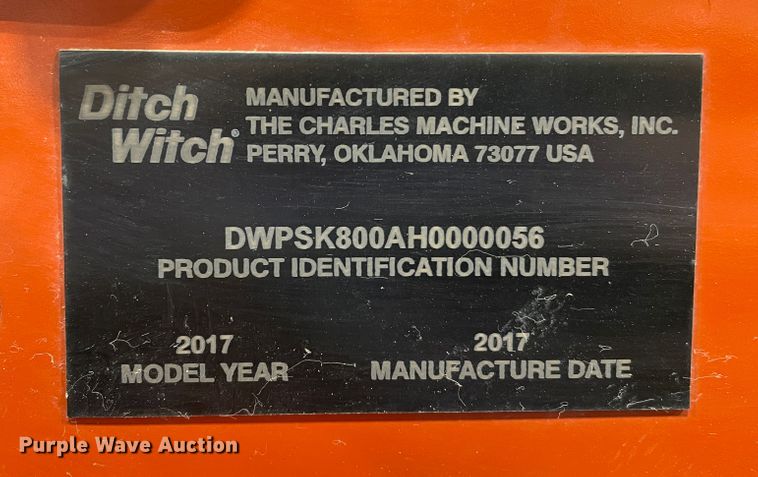 Ditch Witch®
MANUFACTURED BY
THE CHARLES MACHINE WORKS, INC.
PERRY, OKLAHOMA 73077 USA
DWPSK800AH0000056
PRODUCT IDENTIFICATION NUMBER
2017
MODEL YEAR
2017
MANUFACTURE DATE
Purple Wave Auction